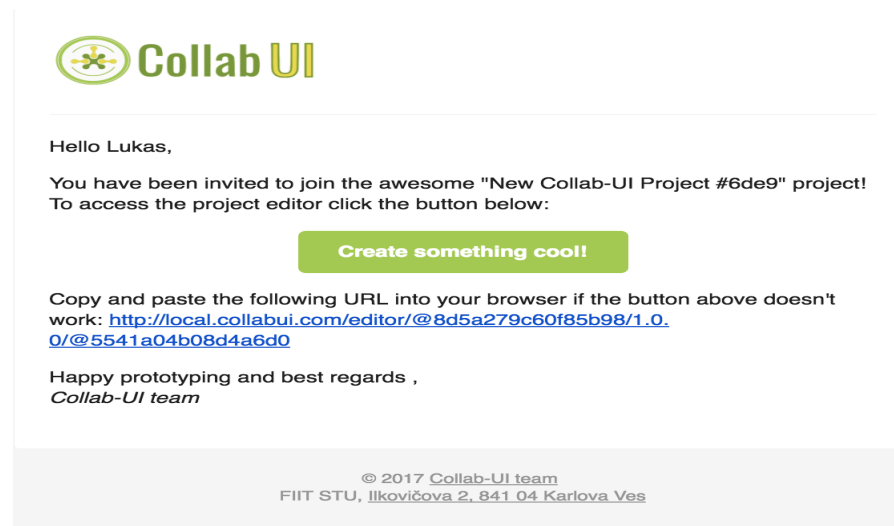 Collab UI
Hello Lukas,
You have been invited to join the awesome "New Collab-UI Project #6de9" project!
To access the project editor click the button below:
Create something cool!
Copy and paste the following URL into your browser if the button above doesn't
work: http://local.collabui.com/editor/@8d5a279c60f85b98/1.0.
0/@5541a04b08d4a6d0
Happy prototyping and best regards ,
Collab-UI team
© 2017 Collab-UI team
FIIT STU, Ilkovičova 2, 841 04 Karlova Ves